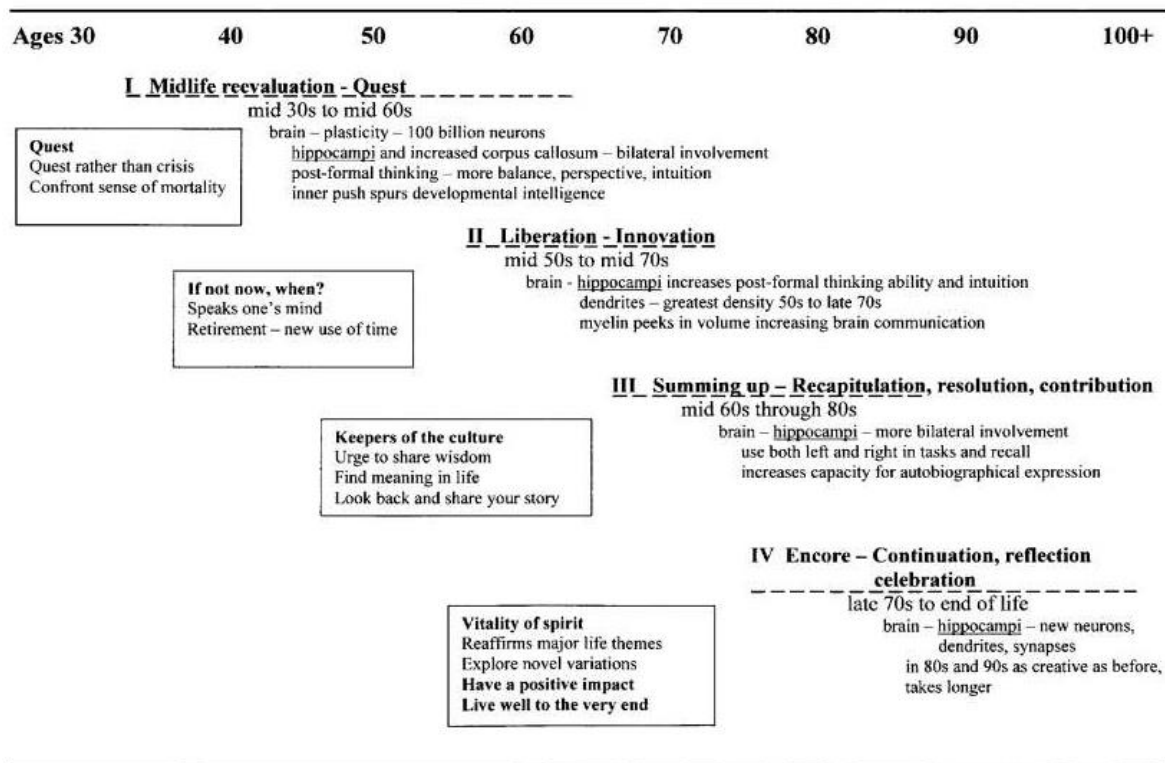 Ages 30 40 50 60 70 80 90 100+
I Midlife reevaluation - Quest
mid 30s to mid 60s
brain – plasticity – 100 billion neurons
hippocampi and increased corpus callosum – bilateral involvement
post-formal thinking – more balance, perspective, intuition
inner push spurs developmental intelligence
Quest
Quest rather than crisis
Confront sense of mortality
II Liberation - Innovation
mid 50s to mid 70s
brain - hippocampi increases post-formal thinking ability and intuition
dendrites – greatest density 50s to late 70s
myelin peeks in volume increasing brain communication
If not now, when?
Speaks one's mind
Retirement – new use of time
III Summing up – Recapitulation, resolution, contribution
mid 60s through 80s
brain – hippocampi – more bilateral involvement
use both left and right in tasks and recall
increases capacity for autobiographical expression
Keepers of the culture
Urge to share wisdom
Find meaning in life
Look back and share your story
IV Encore – Continuation, reflection
celebration
late 70s to end of life
brain – hippocampi – new neurons,
dendrites, synapses
in 80s and 90s as creative as before,
takes longer
Vitality of spirit
Reaffirms major life themes
Explore novel variations
Have a positive impact
Live well to the very end